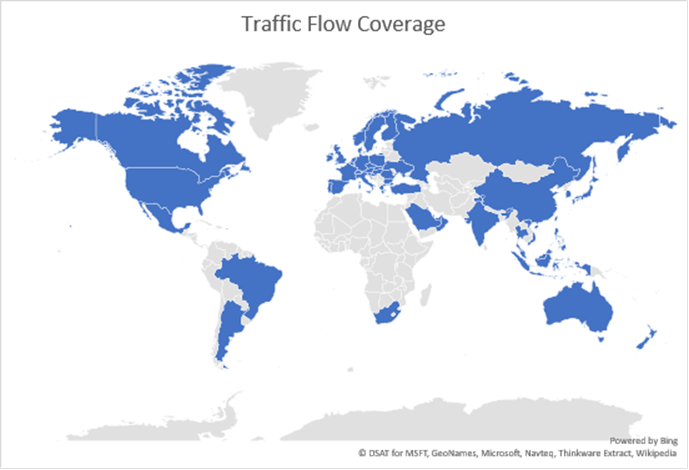 Traffic Flow Coverage
Powered by Bing
© DSAT for MSFT, GeoNames, Microsoft, Navteq, Thinkware Extract, Wikipedia